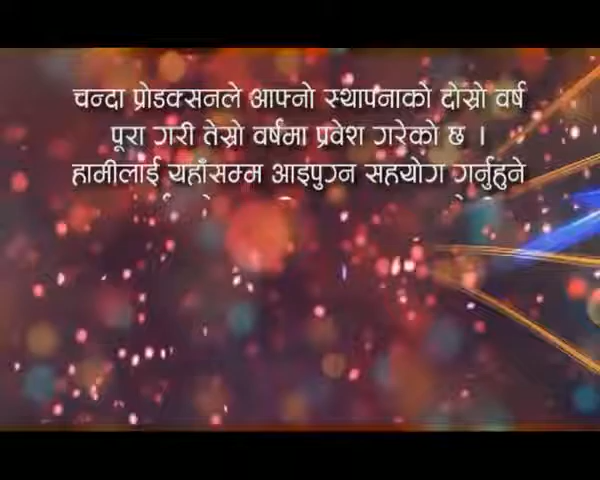 चन्दा प्रोडक्सनले आफ्नो स्थापनाको दोस्रो वर्ष
पूरा गरी तेस्रो वर्षमा प्रवेश गरेको छ ।
हामीलाई यहाँसम्म आइपुग्न सहयोग गर्नुहुने